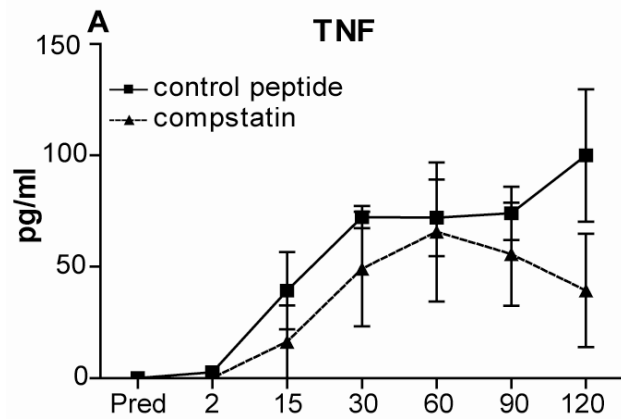 A
TNF
150
control peptide
compstatin
100
pg/ml
50
0
Pred 2 15 30 60 90 120